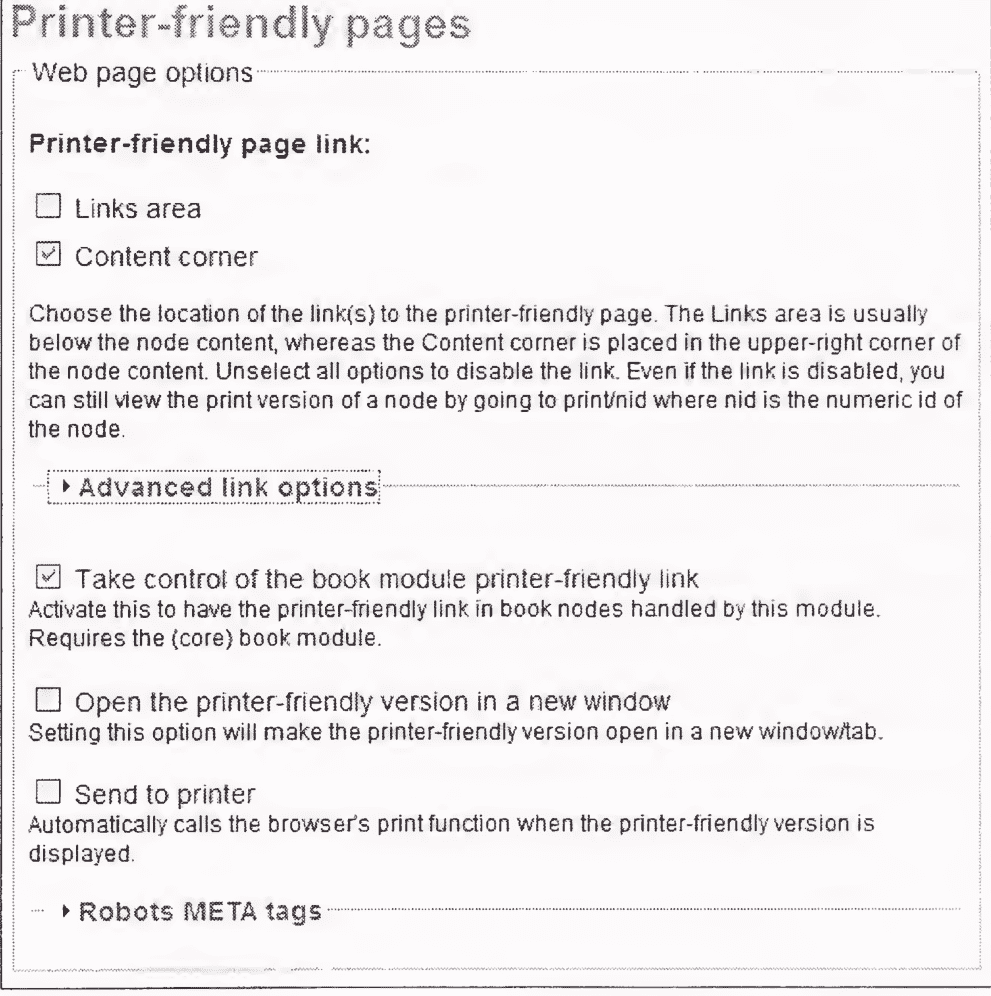 Printer-friendly pages
Web page options
Printer-friendly page link:
Links area
Content corner
Choose the location of the link(s) to the printer-friendly page. The Links area is usually
below the node content, whereas the Content corner is placed in the upper-right corner of
the node content. Unselect all options to disable the link. Even if the link is disabled, you
can still view the print version of a node by going to print/nid where nid is the numeric id of
the node.
Advanced link options
Take control of the book module printer-friendly link
Activate this to have the printer-friendly link in book nodes handled by this module.
Requires the (core) book module.
Open the printer-friendly version in a new window
Setting this option will make the printer-friendly version open in a new window/tab.
Send to printer
Automatically calls the browser's print function when the printer-friendly version is
displayed.
Robots META tags